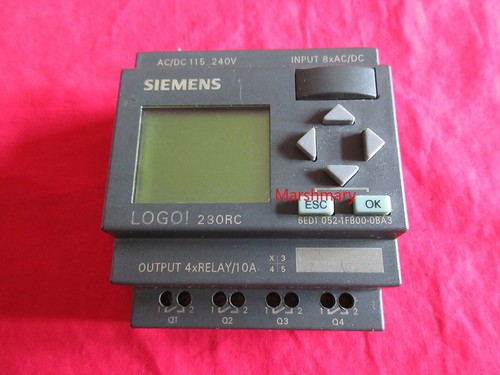 AC/DC 115...240V INPUT 8xAC/DC
SIEMENS
Marshmary
ESC OK
LOGO! 230RC 6ED1 052-1FB00-0BA3
OUTPUT 4xRELAY/10A X 3
4 5
1 2 1 2 1 2 1 2
Q1 Q2 Q3 Q4